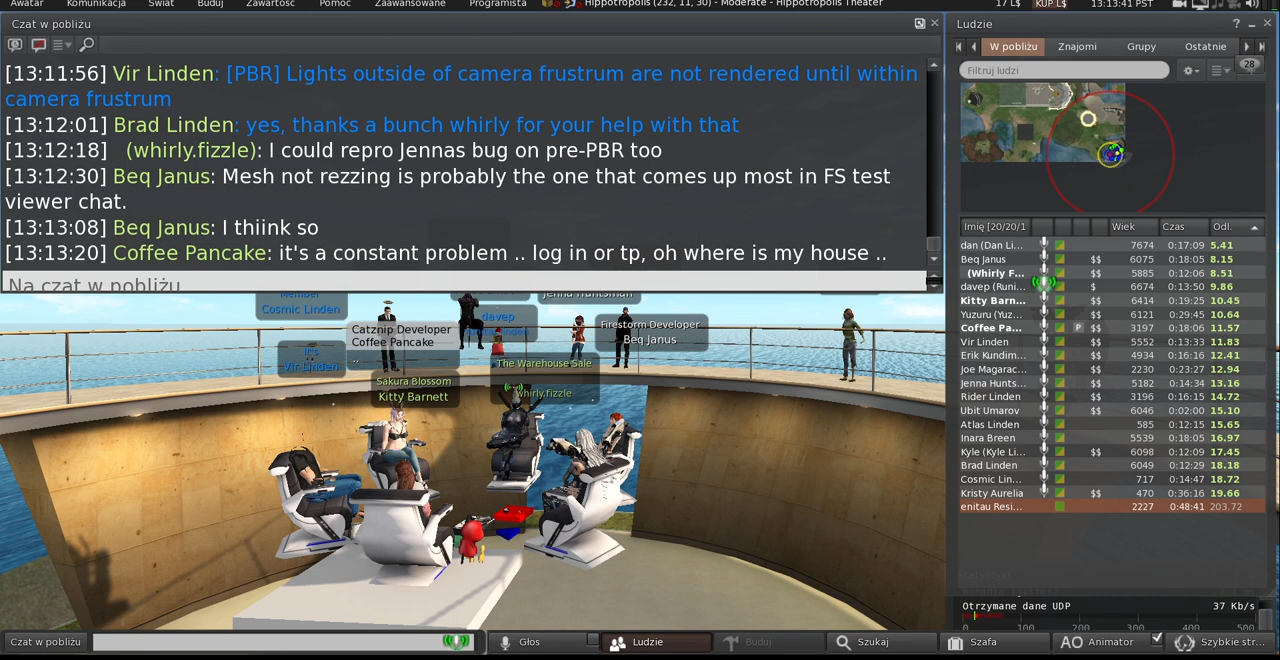 Awatar Komunikacja Świat Buduj Zawartość Pomoc Zaawansowane Programista Hippotropolis (232, 11, 30) - Moderate - Hippotropolis Theater 17 L$ KUP L$ 13:13:41 PST
Czat w pobliżu
[13:11:56] Vir Linden: [PBR] Lights outside of camera frustrum are not rendered until within
camera frustrum
[13:12:01] Brad Linden: yes, thanks a bunch whirly for your help with that
[13:12:18] (whirly.fizzle): I could repro Jennas bug on pre-PBR too
[13:12:30] Beq Janus: Mesh not rezzing is probably the one that comes up most in FS test
viewer chat.
[13:13:08] Beq Janus: I thiink so
[13:13:20] Coffee Pancake: it's a constant problem .. log in or tp, oh where is my house ..
Na czat w pobliżu
Member
Cosmic Linden
Jenna Huntsman
davep
Catznip Developer
Coffee Pancake
Firestorm Developer
Beq Janus
It's
Vir Linden
The Warehouse Sale
whirly.fizzle
Sakura Blossom
Kitty Barnett
Ludzie
? _ ×
W pobliżu Znajomi Grupy Ostatnie
Filtruj ludzi
28
Imię [20/20/1 Wiek Czas Odl.
dan (Dan Li... 7674 0:17:09 5.41
Beq Janus $$ 6075 0:18:05 8.15
(Whirly F... $$ 5885 0:12:06 8.51
davep (Runi... $ 6674 0:13:50 9.86
Kitty Barn... $$ 6414 0:19:25 10.45
Yuzuru (Yuz... $$ 6121 0:29:45 10.64
Coffee Pa... P $$ 3197 0:18:06 11.57
Vir Linden $$ 5552 0:13:33 11.83
Erik Kundim... $$ 4934 0:16:16 12.41
Joe Magarac... $$ 2230 0:23:27 12.94
Jenna Hunts... $$ 5182 0:14:34 13.16
Rider Linden $$ 3196 0:16:15 14.72
Ubit Umarov $$ 6046 0:02:00 15.10
Atlas Linden 585 0:12:15 15.65
Inara Breen 5539 0:18:05 16.97
Kyle (Kyle Li... $$ 6098 0:12:09 17.45
Brad Linden 6049 0:12:29 18.18
Cosmic Lin... 717 0:14:47 18.72
Kristy Aurelia $$ 470 0:36:16 19.66
enitau Resi... 2227 0:48:41 203.72
Otrzymane dane UDP 37 Kb/s
0 100 200 300 400 500
Czat w pobliżu Głos Ludzie Buduj Szukaj Szafa AO Animator Szybkie str...